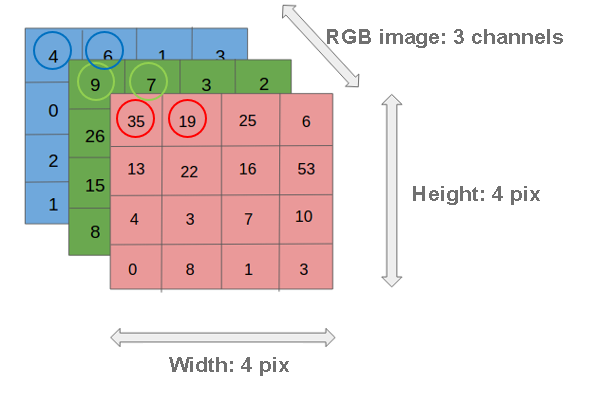 RGB image: 3 channels
4 6 1 3
9 7 3 2
0
35 19 25 6
26
2
13 22 16 53
15
Height: 4 pix
1
4 3 7 10
8
0 8 1 3
Width: 4 pix